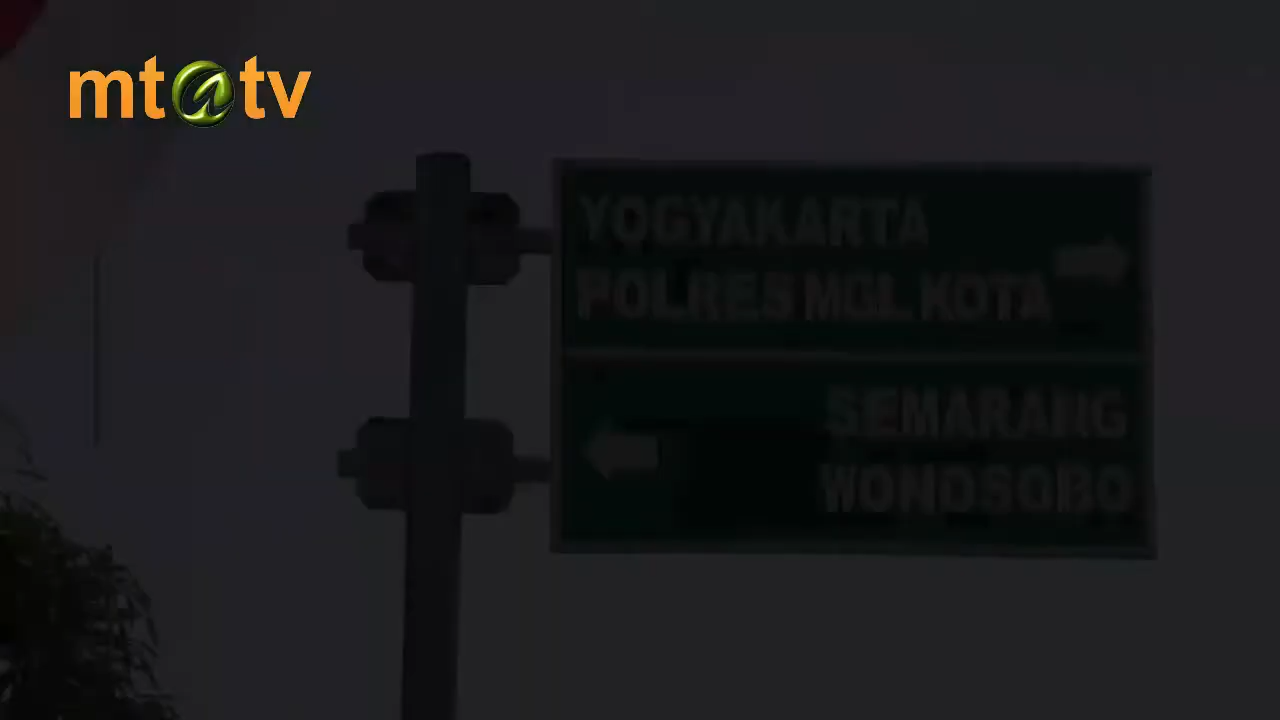 mt@tv
YOGYAKARTA
POLRES MGL KOTA
SEMARANG
WONOSOBO